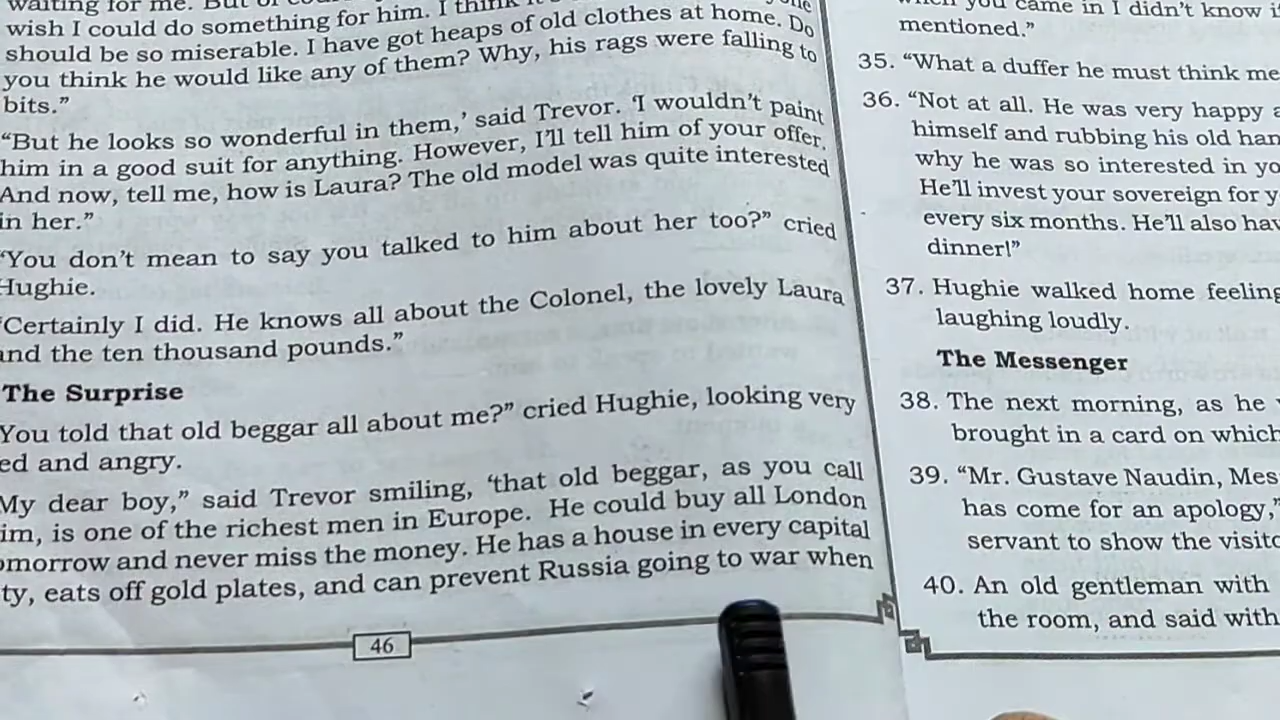 waiting for me. But
wish I could do something for him. I think
should be so miserable. I have got heaps of old clothes at home. Do
you think he would like any of them? Why, his rags were falling to
bits.”
“But he looks so wonderful in them,’ said Trevor. ‘I wouldn’t paint
him in a good suit for anything. However, I’ll tell him of your offer.
And now, tell me, how is Laura? The old model was quite interested
in her.”
“You don’t mean to say you talked to him about her too?” cried
Hughie.
“Certainly I did. He knows all about the Colonel, the lovely Laura
and the ten thousand pounds.”
The Surprise
You told that old beggar all about me?” cried Hughie, looking very
ed and angry.
My dear boy,” said Trevor smiling, ‘that old beggar, as you call
im, is one of the richest men in Europe. He could buy all London
omorrow and never miss the money. He has a house in every capital
ty, eats off gold plates, and can prevent Russia going to war when
46
you came in I didn’t know
mentioned.”
35. “What a duffer he must think me
36. “Not at all. He was very happy
himself and rubbing his old han
why he was so interested in yo
He’ll invest your sovereign for y
every six months. He’ll also hav
dinner!”
37. Hughie walked home feeling
laughing loudly.
The Messenger
38. The next morning, as he
brought in a card on which
39. “Mr. Gustave Naudin, Mes
has come for an apology,’
servant to show the visito
40. An old gentleman with
the room, and said with